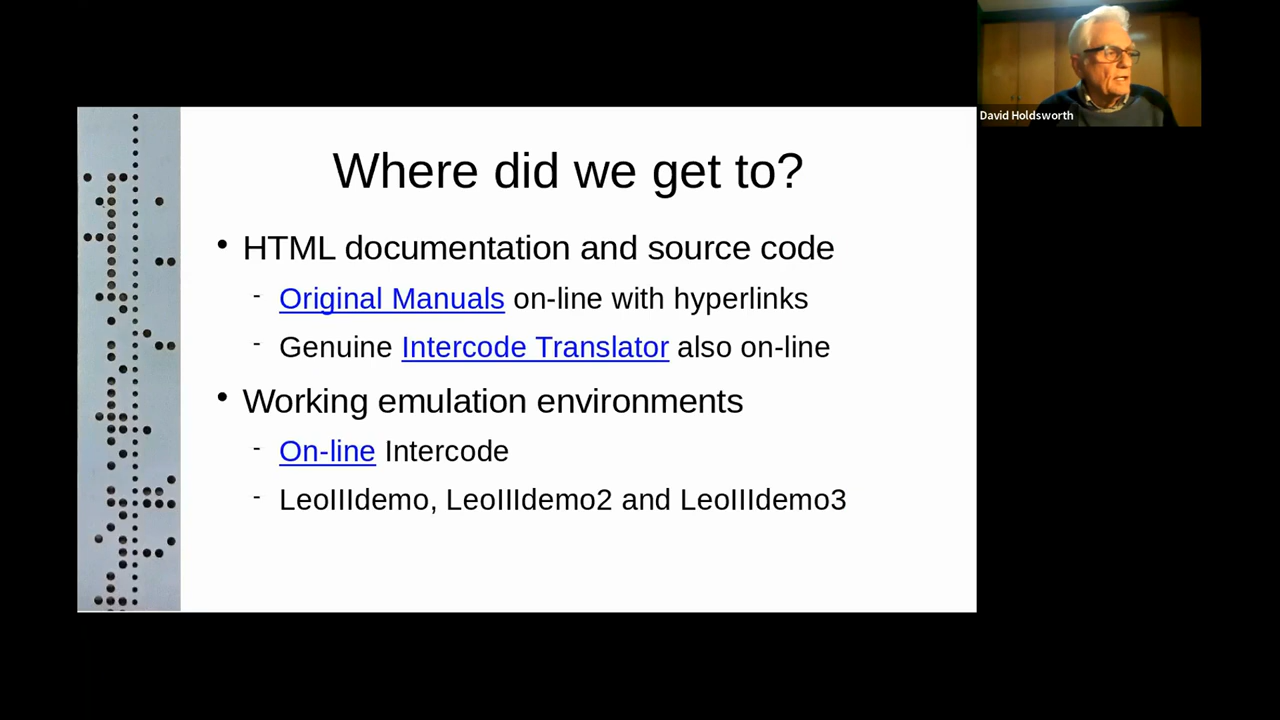 Where did we get to?
• HTML documentation and source code
- Original Manuals on-line with hyperlinks
- Genuine Intercode Translator also on-line
• Working emulation environments
- On-line Intercode
- LeoIIIdemo, LeoIIIdemo2 and LeoIIIdemo3
David Holdsworth